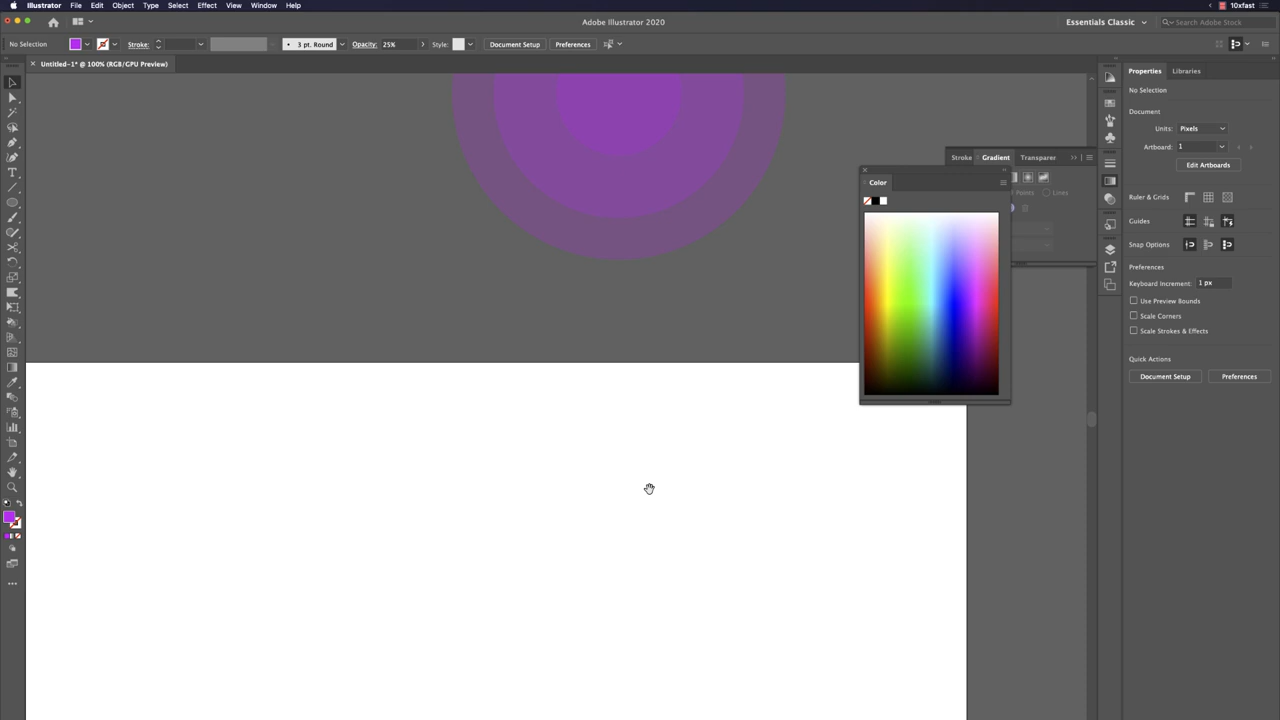 Illustrator File Edit Object Type Select Effect View Window Help 10xfast
Adobe Illustrator 2020 Essentials Classic Search Adobe Stock
No Selection Stroke: 3 pt. Round Opacity: 25% Style: Document Setup Preferences
Untitled-1* @ 100% (RGB/GPU Preview)
Properties Libraries
No Selection
Document
Units: Pixels
Artboard: 1
Edit Artboards
Ruler & Grids
Guides
Snap Options
Preferences
Keyboard Increment: 1 px
Use Preview Bounds
Scale Corners
Scale Strokes & Effects
Quick Actions
Document Setup Preferences
Stroke Gradient Transparer
Color
Points Lines